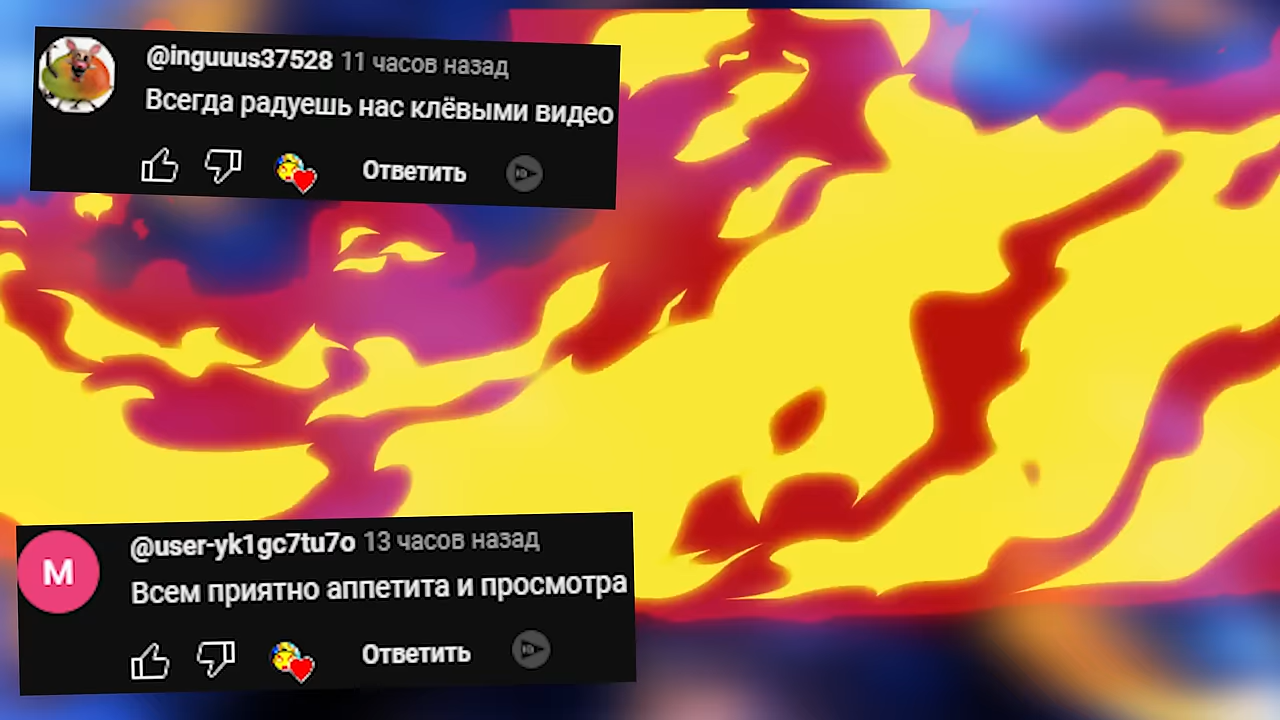 @inguuus37528 11 часов назад
Всегда радуешь нас клёвыми видео
Ответить
M
@user-yk1gc7tu7o 13 часов назад
Всем приятно аппетита и просмотра
Ответить